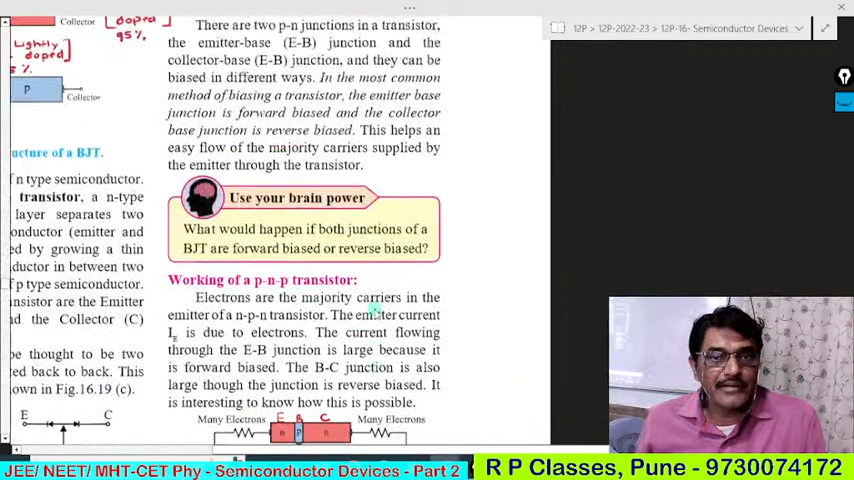 Collector
doped
95%
Lightly
doped]
5 %
p
Collector
ucture of a BJT.
f n type semiconductor.
transistor, a n-type
layer separates two
onductor (emitter and
ed by growing a thin
ductor in between two
f p type semiconductor.
nsistor are the Emitter
nd the Collector (C)
be thought to be two
ted back to back. This
own in Fig.16.19 (c).
E C
There are two p-n junctions in a transistor,
the emitter-base (E-B) junction and the
collector-base (E-B) junction, and they can be
biased in different ways. In the most common
method of biasing a transistor, the emitter base
junction is forward biased and the collector
base junction is reverse biased. This helps an
easy flow of the majority carriers supplied by
the emitter through the transistor.
Use your brain power
What would happen if both junctions of a
BJT are forward biased or reverse biased?
Working of a p-n-p transistor:
Electrons are the majority carriers in the
emitter of a n-p-n transistor. The emitter current
I_E is due to electrons. The current flowing
through the E-B junction is large because it
is forward biased. The B-C junction is also
large though the junction is reverse biased. It
is interesting to know how this is possible.
Many Electrons E B C Many Electrons
n p n
12P > 12P-2022-23 > 12P-16- Semiconductor Devices
JEE/ NEET/ MHT-CET Phy - Semiconductor Devices - Part 2
R P Classes, Pune - 9730074172